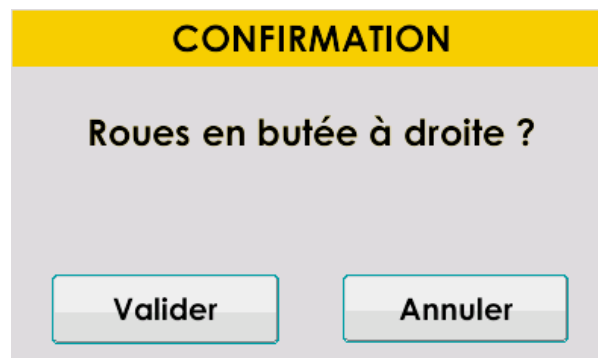 CONFIRMATION
Roues en butée à droite ?
Valider
Annuler